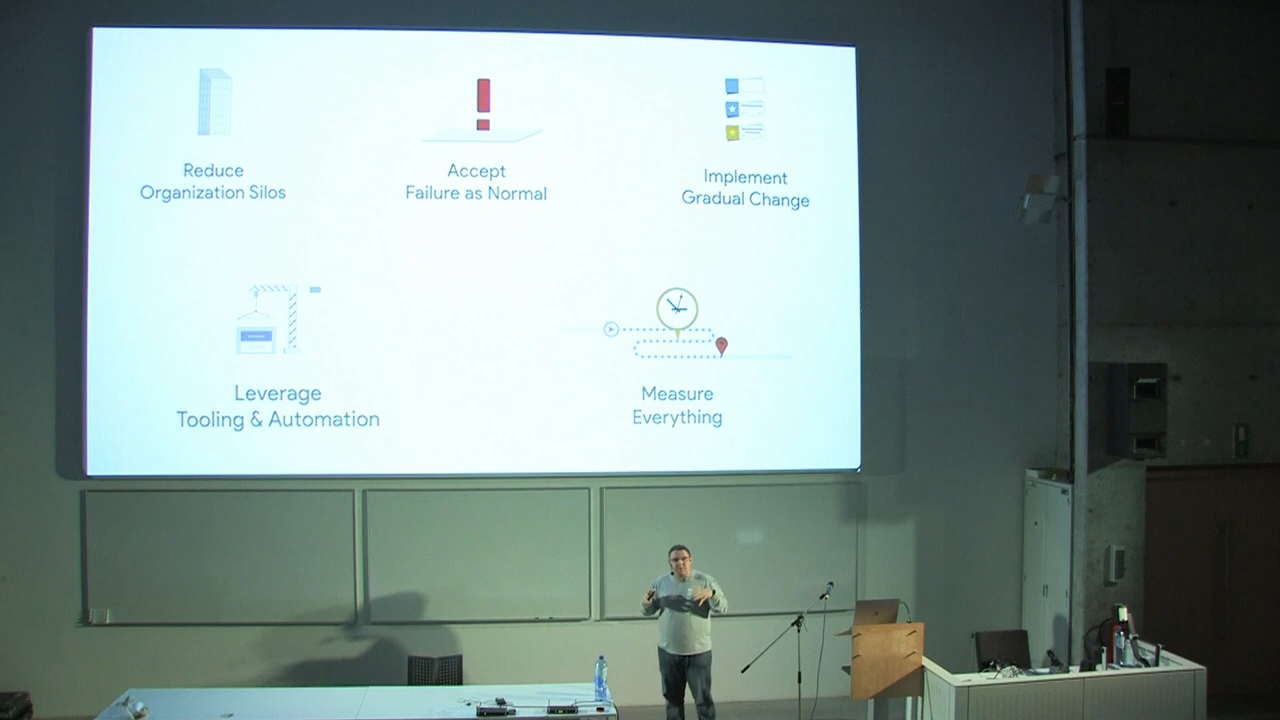 Reduce
Organization Silos
Accept
Failure as Normal
Implement
Gradual Change
Leverage
Tooling & Automation
Measure
Everything